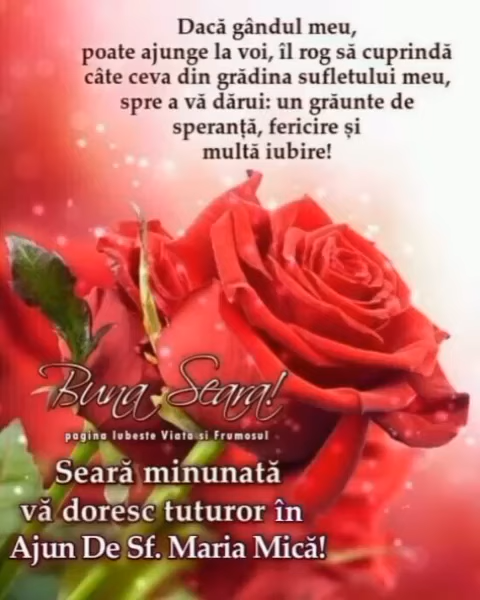 Dacă gândul meu,
poate ajunge la voi, îl rog să cuprindă
câte ceva din grădina sufletului meu,
spre a vă dărui: un grăunte de
speranță, fericire și
multă iubire!
Buna Seara!
pagina Iubeste Viata si Frumosul
Seară minunată
vă doresc tuturor în
Ajun De Sf. Maria Mică!